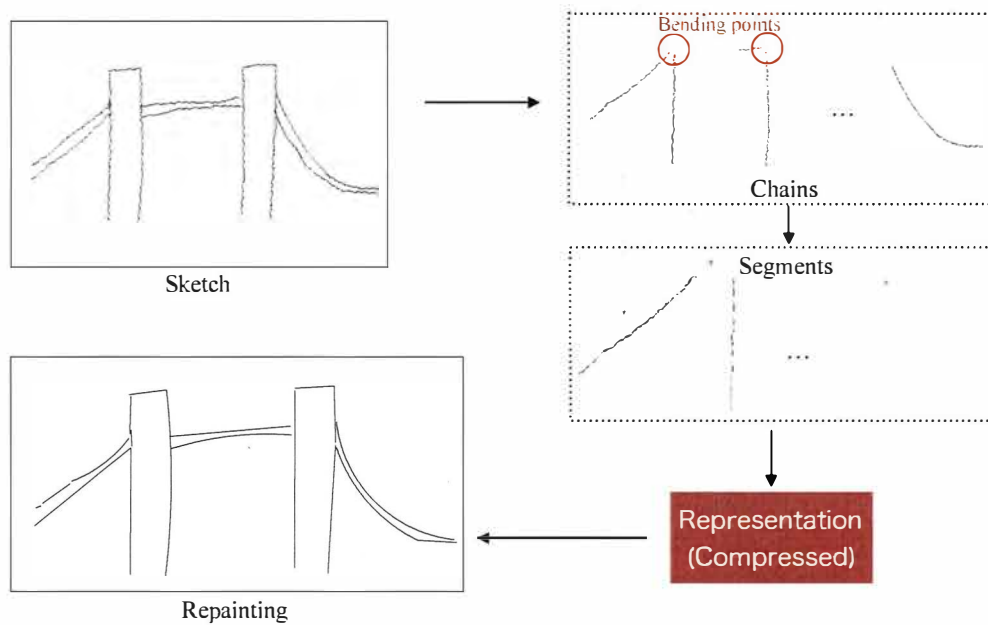 Bending points
...
Chains
Sketch
Segments
...
Representation
(Compressed)
Repainting